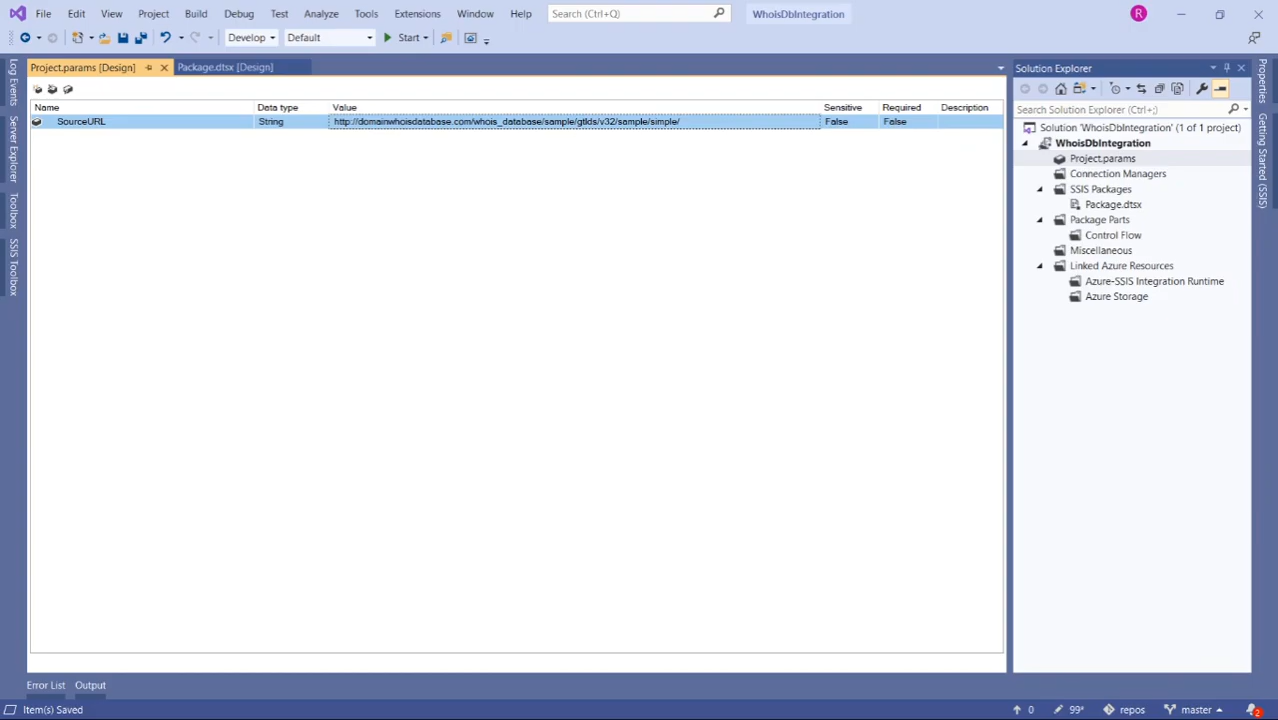 File Edit View Project Build Debug Test Analyze Tools Extensions Window Help Search (Ctrl+Q) WhoisDbIntegration R
Develop Default Start
Project.params [Design] Package.dtsx [Design]
Log Events
Server Explorer
Toolbox
SSIS Toolbox
Name Data type Value Sensitive Required Description
SourceURL String http://domainwhoisdatabase.com/whois_database/sample/gtlds/v32/sample/simple/ False False
Solution Explorer
Search Solution Explorer (Ctrl+;)
Solution 'WhoisDbIntegration' (1 of 1 project)
WhoisDbIntegration
Project.params
Connection Managers
SSIS Packages
Package.dtsx
Package Parts
Control Flow
Miscellaneous
Linked Azure Resources
Azure-SSIS Integration Runtime
Azure Storage
Properties
Getting Started (SSIS)
Error List Output
Item(s) Saved 0 99* repos master 2